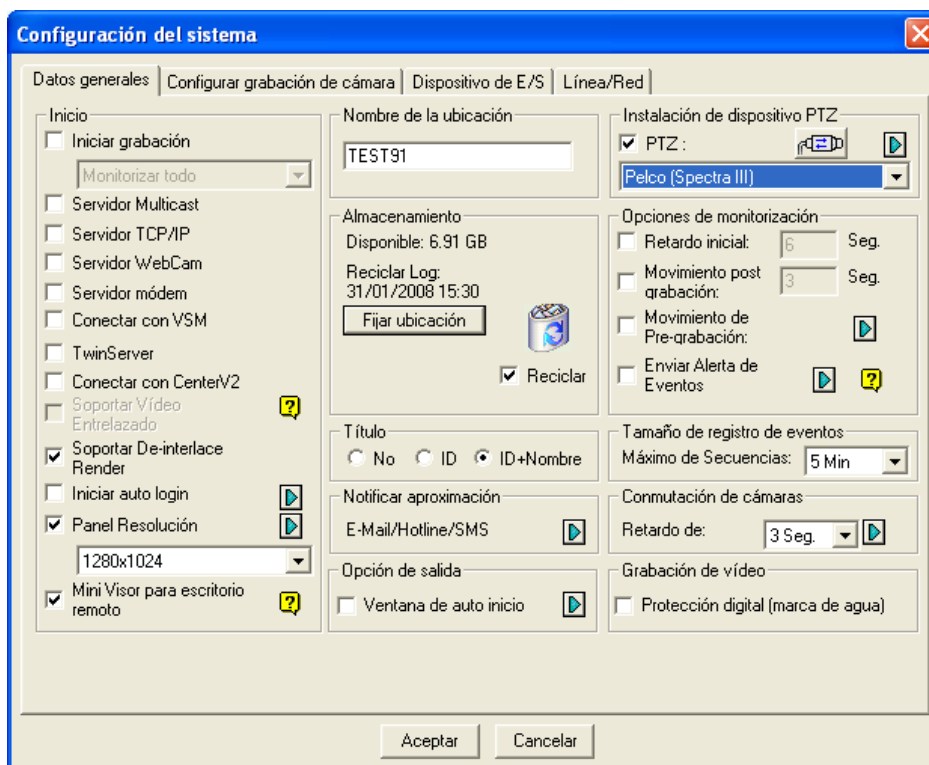 Configuración del sistema
Datos generales
Configurar grabación de cámara
Dispositivo de E/S
Línea/Red
Inicio
Iniciar grabación
Monitorizar todo
Servidor Multicast
Servidor TCP/IP
Servidor WebCam
Servidor módem
Conectar con VSM
TwinServer
Conectar con CenterV2
Soportar Vídeo
Entrelazado
?
Soportar De-interlace
Render
Iniciar auto login
Panel Resolución
1280x1024
Mini Visor para escritorio
remoto
?
Nombre de la ubicación
TEST91
Almacenamiento
Disponible: 6.91 GB
Reciclar Log:
31/01/2008 15:30
Fijar ubicación
Reciclar
Título
No
ID
ID+Nombre
Notificar aproximación
E-Mail/Hotline/SMS
Opción de salida
Ventana de auto inicio
Instalación de dispositivo PTZ
PTZ :
Pelco (Spectra III)
Opciones de monitorización
Retardo inicial:
6
Seg.
Movimiento post
grabación:
3
Seg.
Movimiento de
Pre-grabación:
Enviar Alerta de
Eventos
?
Tamaño de registro de eventos
Máximo de Secuencias:
5 Min
Conmutación de cámaras
Retardo de:
3 Seg.
Grabación de vídeo
Protección digital (marca de agua)
Aceptar
Cancelar